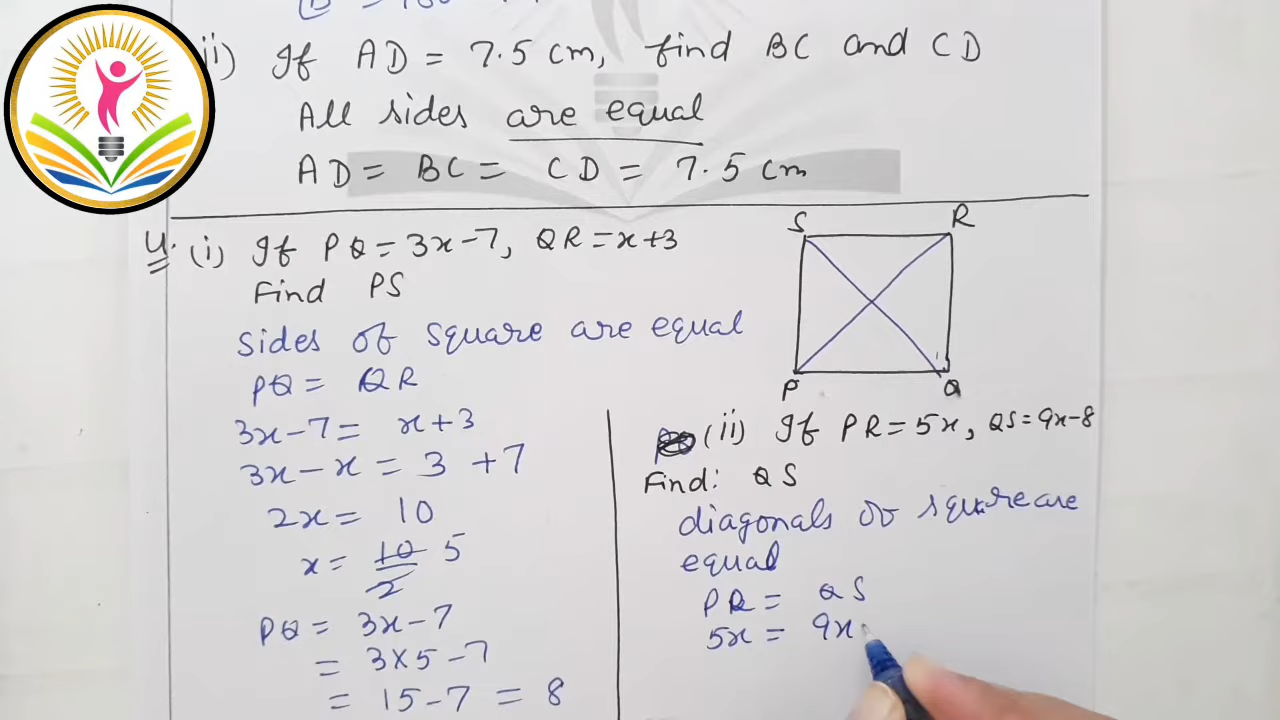 ii) If AD = 7.5 cm, find BC and CD
All sides are equal
AD = BC = CD = 7.5 cm
4. (i) If PQ = 3x-7, QR = x+3
Find PS
sides of square are equal
PQ = QR
3x-7 = x+3
3x-x = 3 +7
2x = 10
x = 10/2 5
PQ = 3x-7
= 3×5-7
= 15-7 = 8
S R
P Q
(ii) If PR = 5x, QS = 9x-8
Find: QS
diagonals of square are
equal
PR = QS
5x = 9x